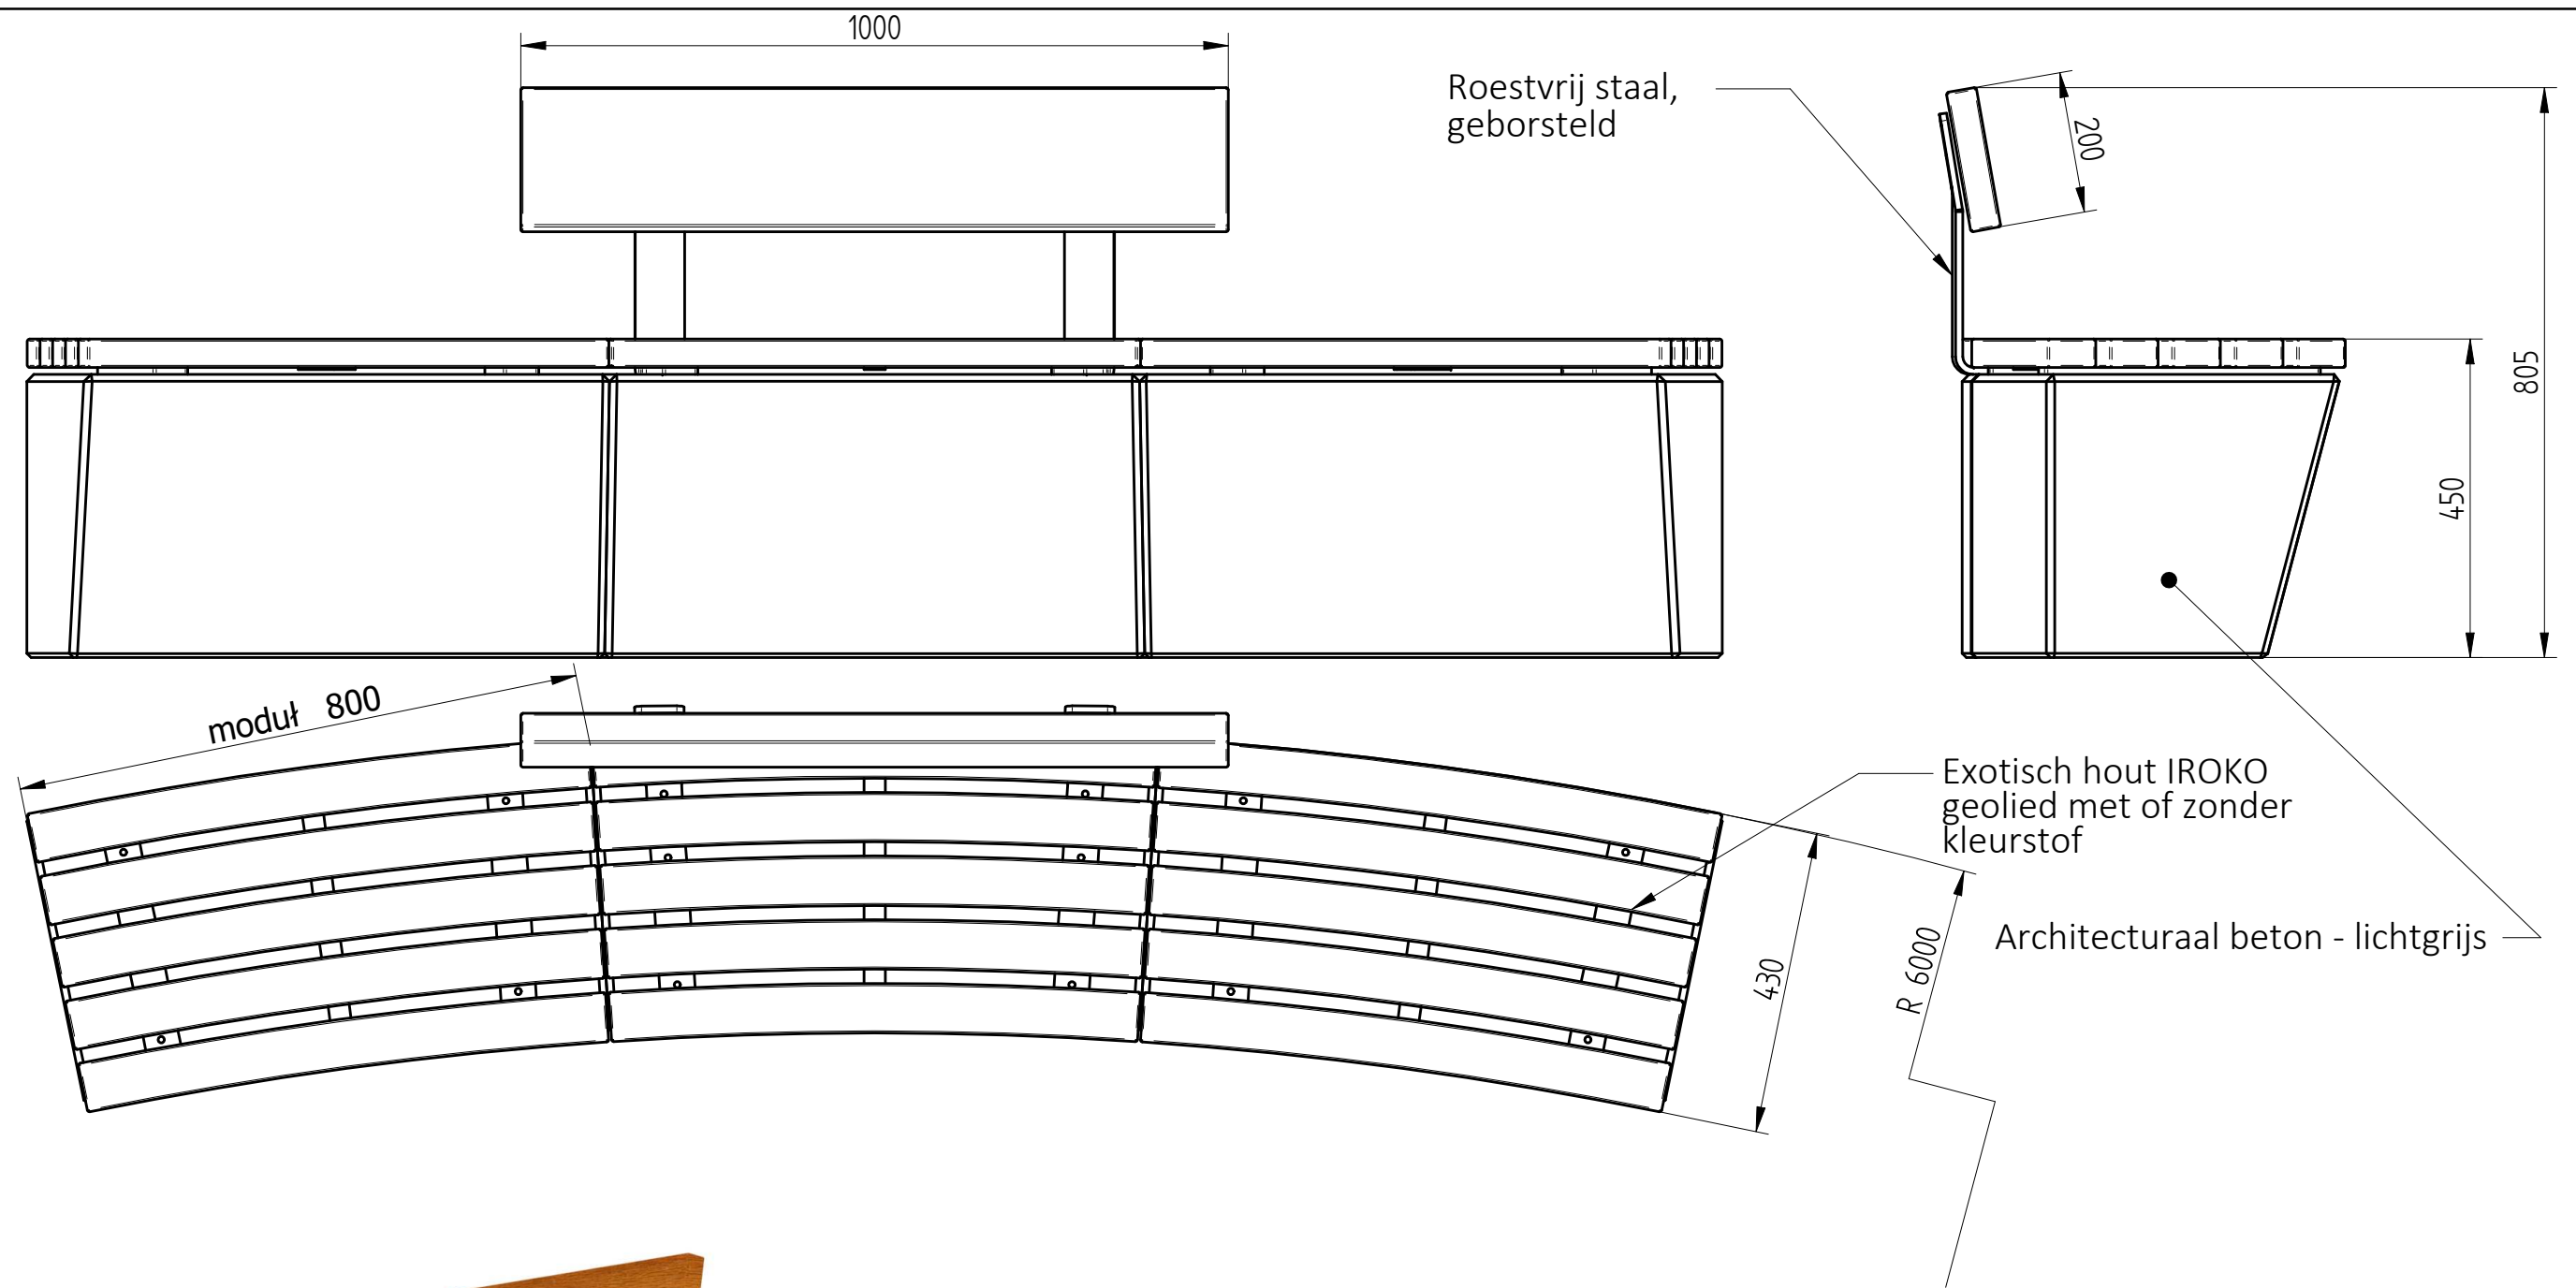 1000
Roestvrij staal,
geborsteld
200
805
450
moduł 800
Exotisch hout IROKO
geolied met of zonder
kleurstof
Architecturaal beton - lichtgrijs
430
R 6000